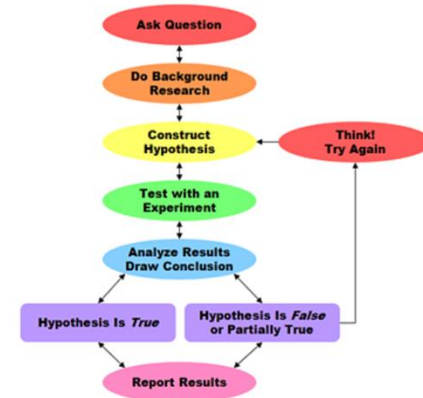 Ask Question
Do Background
Research
Construct
Hypothesis
Think!
Try Again
Test with an
Experiment
Analyze Results
Draw Conclusion
Hypothesis Is True
Hypothesis Is False
or Partially True
Report Results